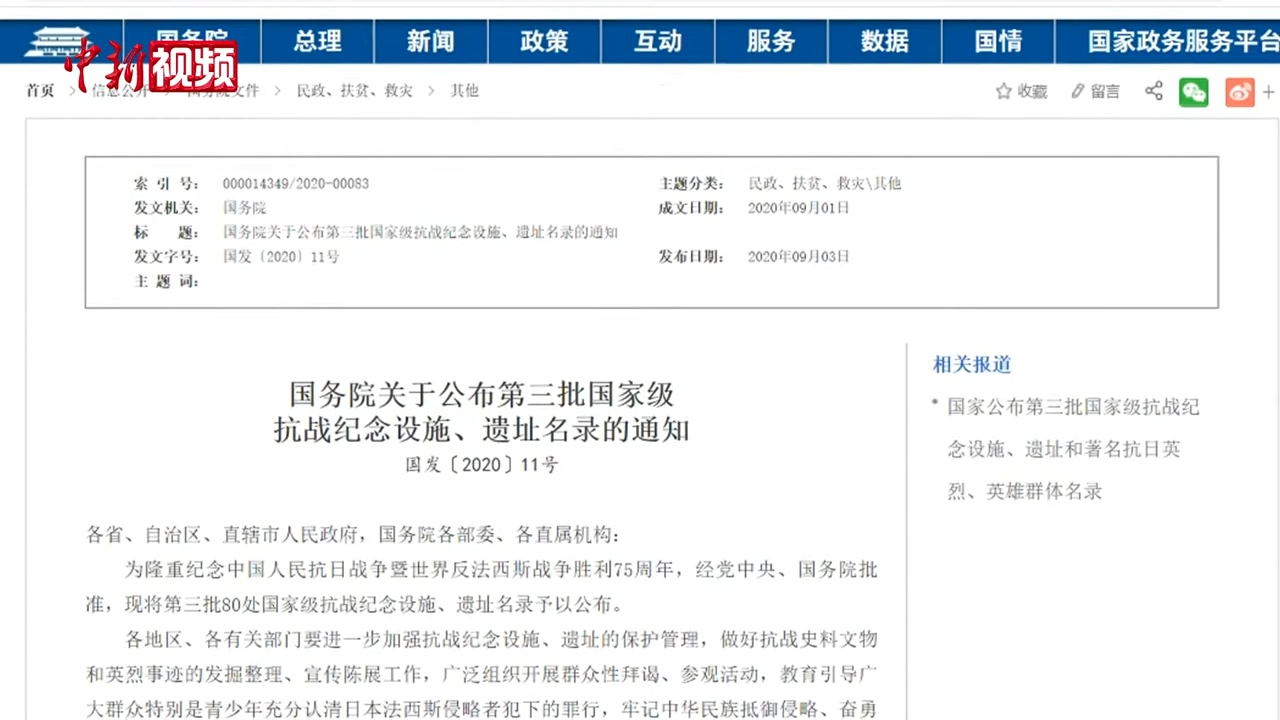 国务院 总理 新闻 政策 互动 服务 数据 国情 国家政务服务平台
中新视频
首页 > 信息公开 > 国务院文件 > 民政、扶贫、救灾 > 其他
收藏 留言
索引号: 000014349/2020-00083 主题分类: 民政、扶贫、救灾\其他
发文机关: 国务院 成文日期: 2020年09月01日
标题: 国务院关于公布第三批国家级抗战纪念设施、遗址名录的通知
发文字号: 国发〔2020〕11号 发布日期: 2020年09月03日
主题词:
国务院关于公布第三批国家级
抗战纪念设施、遗址名录的通知
国发〔2020〕11号
各省、自治区、直辖市人民政府，国务院各部委、各直属机构：
为隆重纪念中国人民抗日战争暨世界反法西斯战争胜利75周年，经党中央、国务院批
准，现将第三批80处国家级抗战纪念设施、遗址名录予以公布。
各地区、各有关部门要进一步加强抗战纪念设施、遗址的保护管理，做好抗战史料文物
和英烈事迹的发掘整理、宣传陈展工作，广泛组织开展群众性拜谒、参观活动，教育引导广
大群众特别是青少年充分认清日本法西斯侵略者犯下的罪行，牢记中华民族抵御侵略、奋勇
相关报道
国家公布第三批国家级抗战纪
念设施、遗址和著名抗日英
烈、英雄群体名录